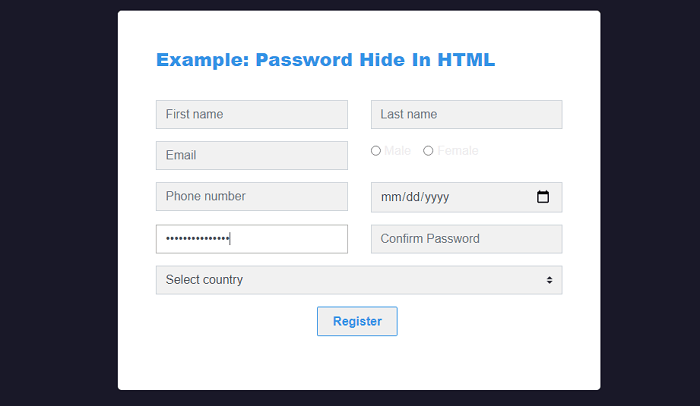 Example: Password Hide In HTML
First name
Last name
Email
Male Female
Phone number
mm/dd/yyyy
•••••••••••••••
Confirm Password
Select country
Register